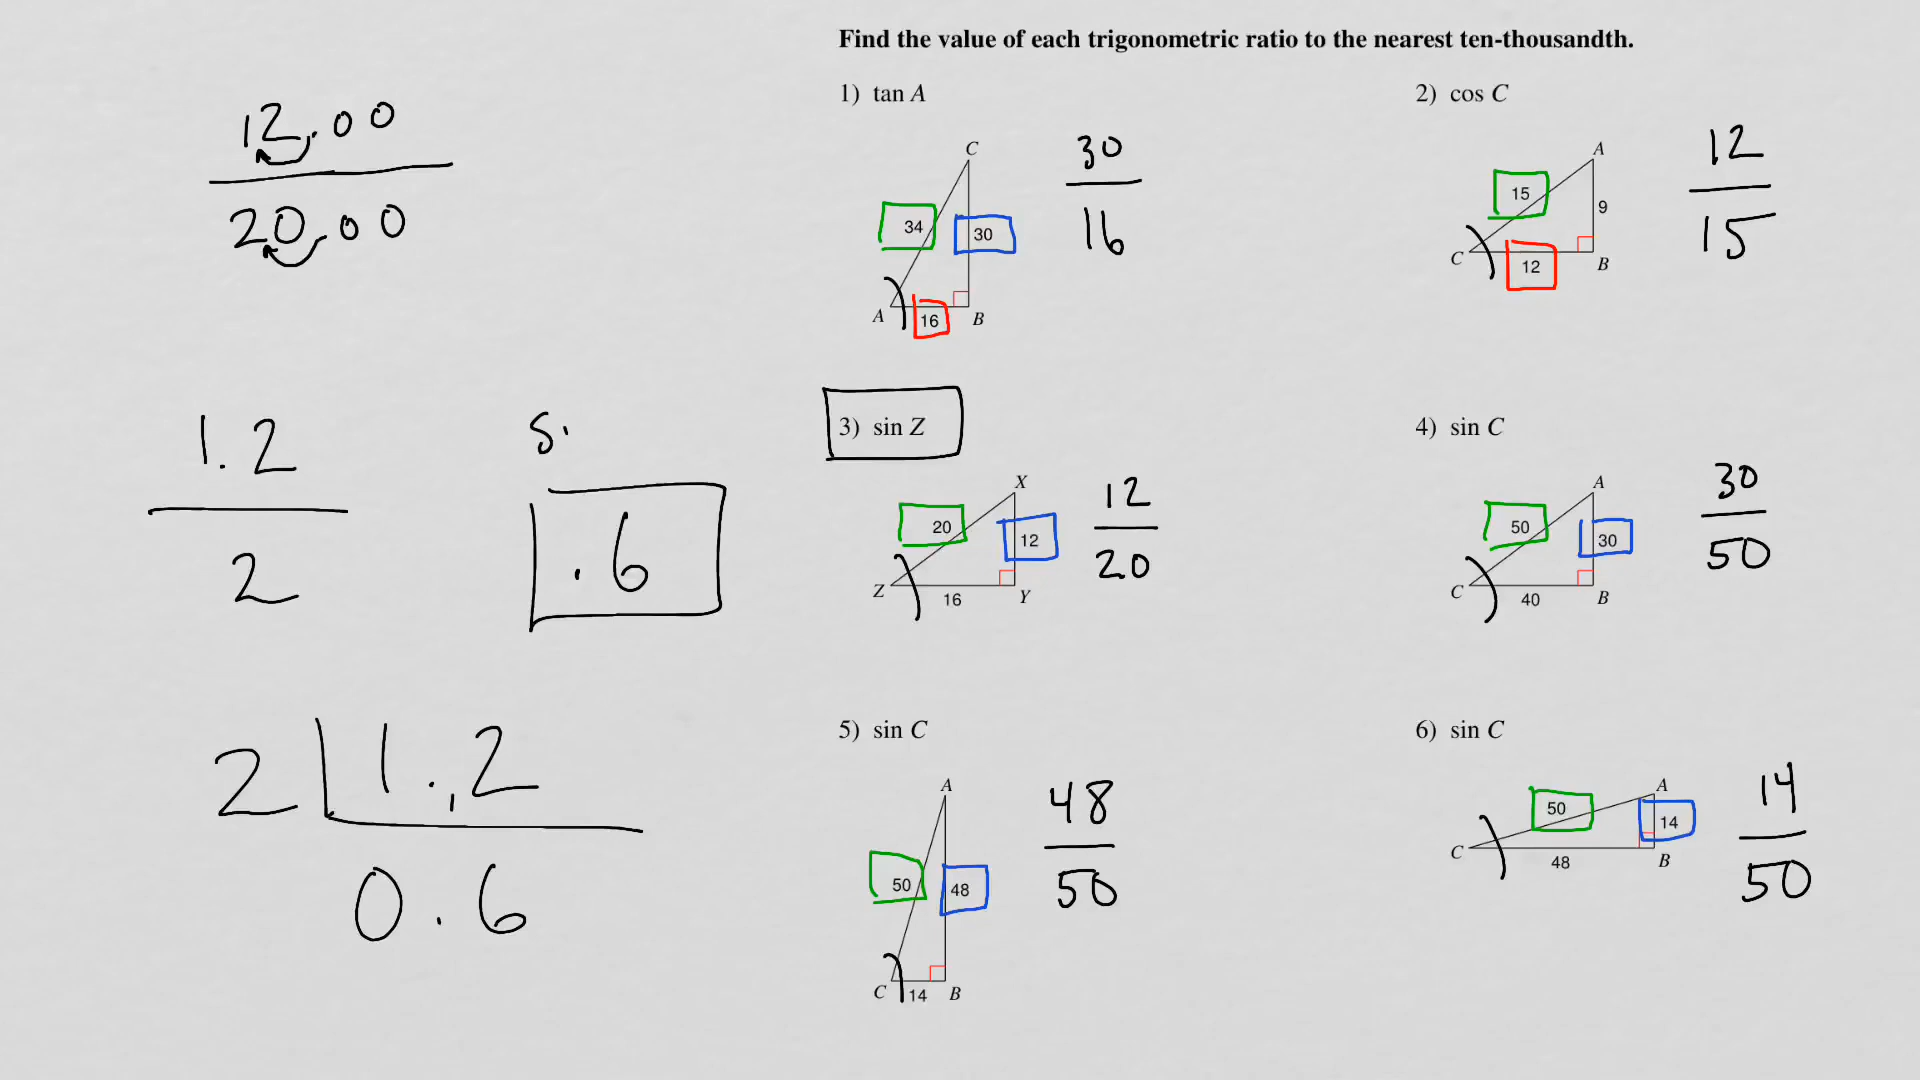 Find the value of each trigonometric ratio to the nearest ten-thousandth.
12.00
20.00
1.2
2
s.
.6
2 1.,2
0.6
1) tan A
C
34
30
A
16
B
30
16
2) cos C
A
15
9
C
12
B
12
15
3) sin Z
X
20
12
Z
16
Y
12
20
4) sin C
A
50
30
C
40
B
30
50
5) sin C
A
50
48
C
14
B
48
50
6) sin C
A
50
14
C
48
B
14
50